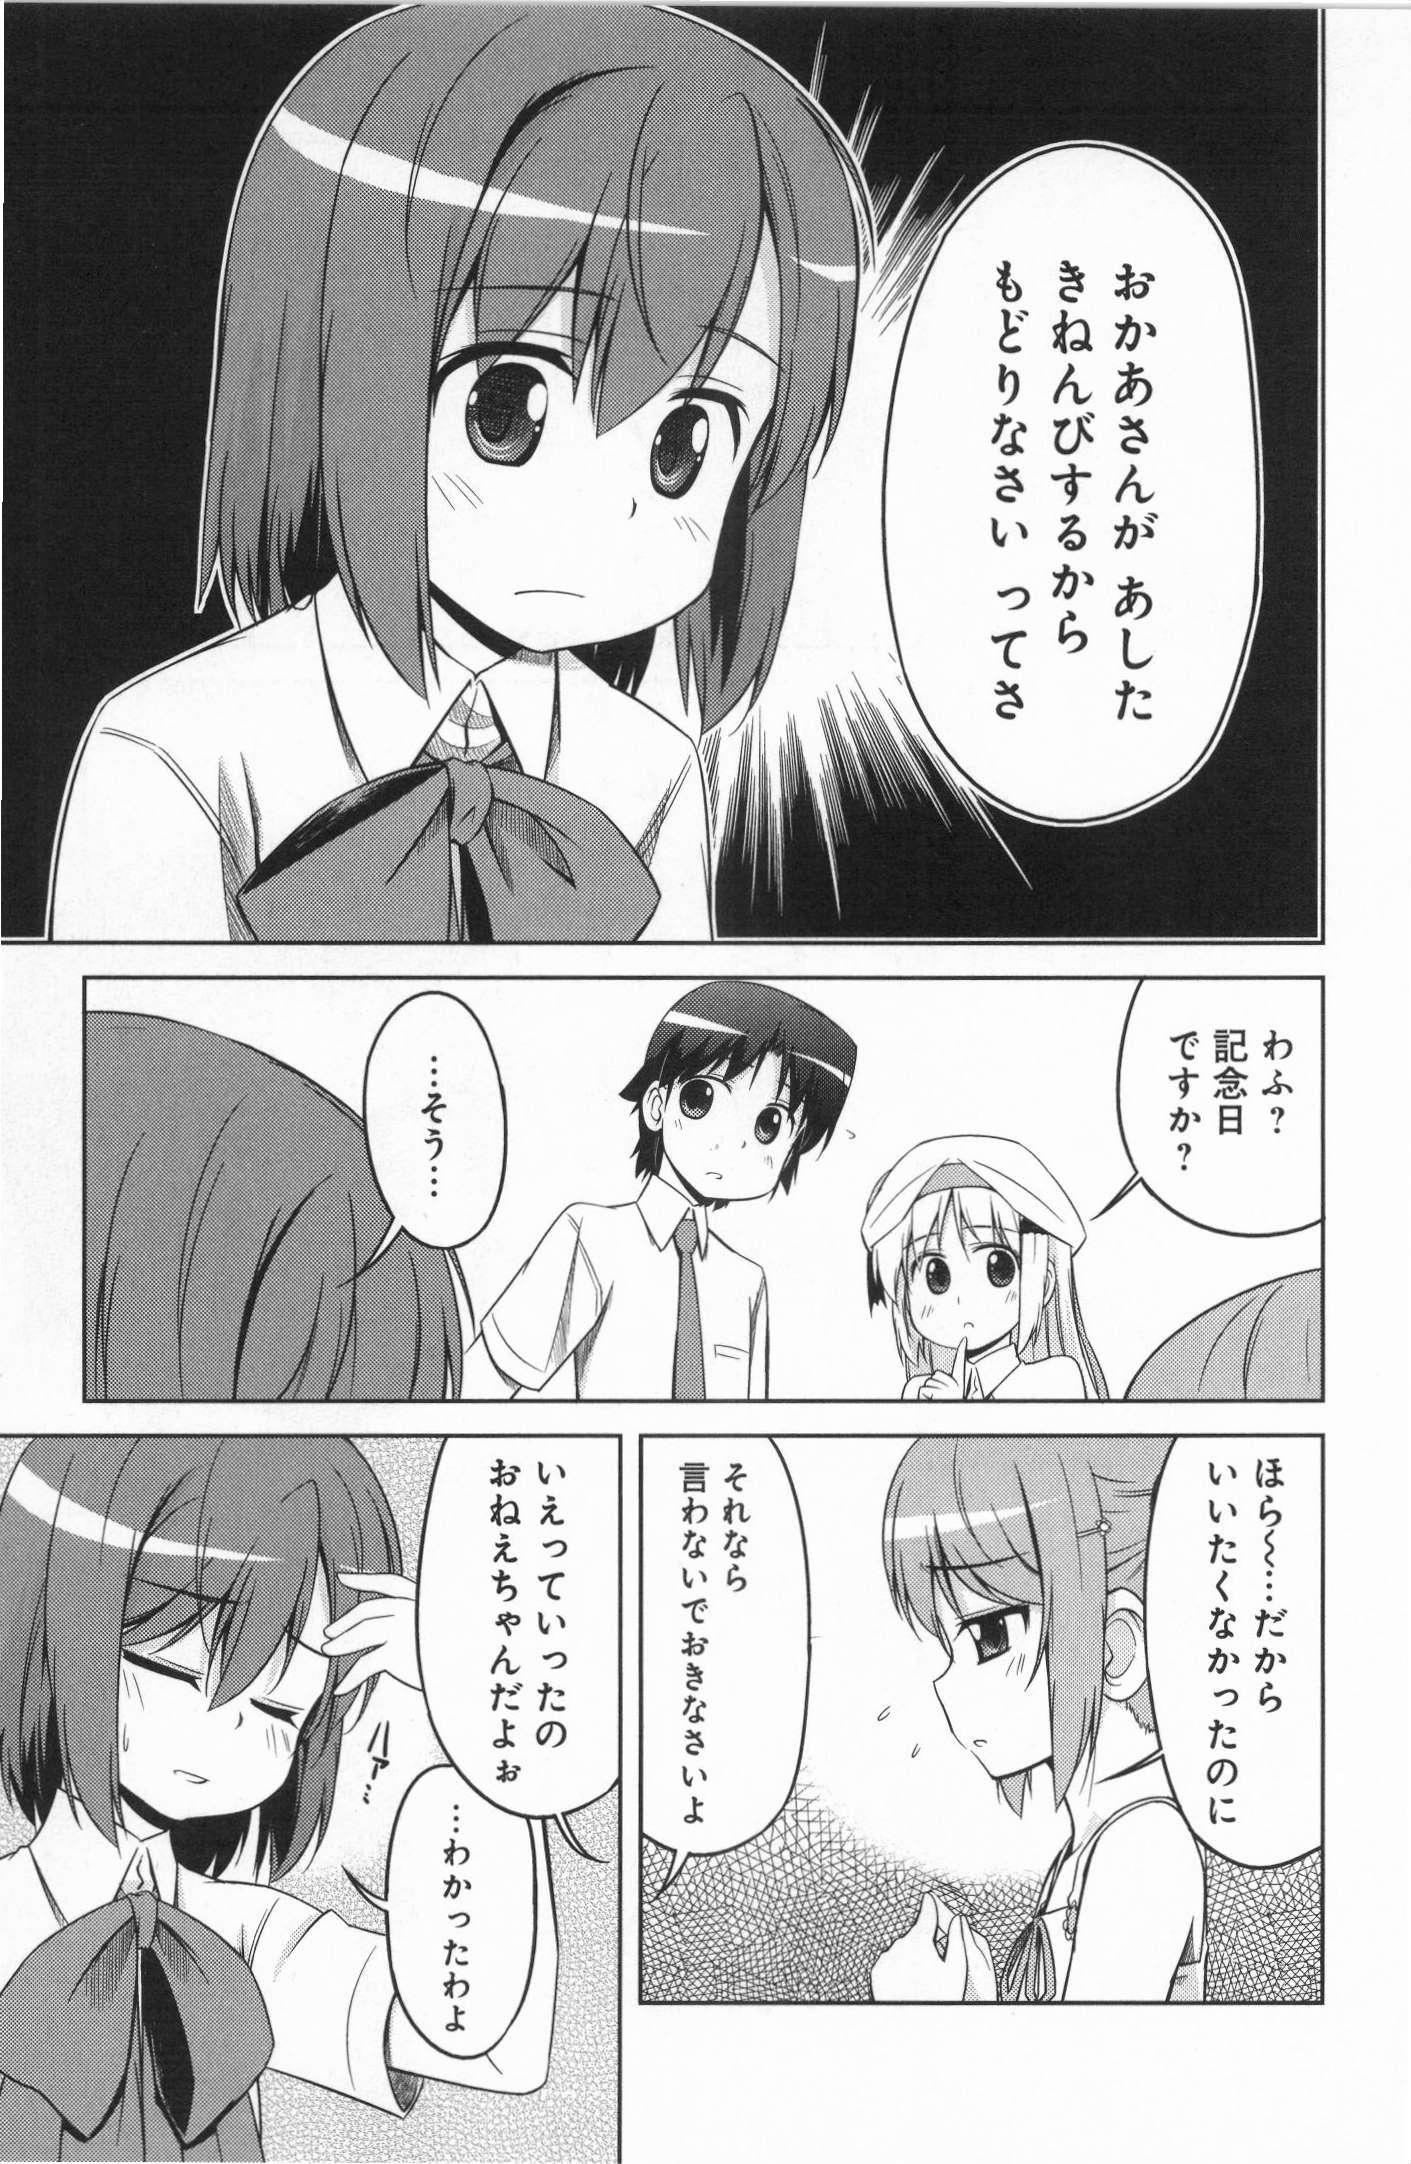 おかあさんが あした
きねんびするから
もどりなさい ってさ
わふ?
記念日
ですか?
…そう…
ほら〜…だから
いいたくなかったのに
それなら
言わないでおきなさいよ
いえっていったの
おねえちゃんだよぉ
ハァ…
…わかったわよ